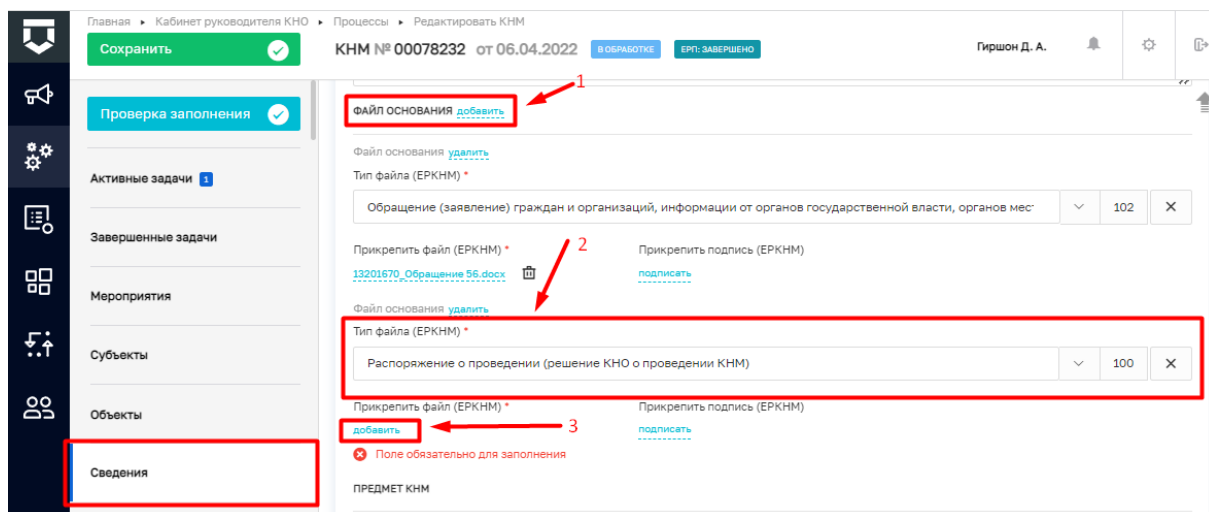 Главная ▸ Кабинет руководителя КНО ▸ Процессы ▸ Редактировать КНМ
Сохранить
КНМ № 00078232 от 06.04.2022 В ОБРАБОТКЕ ЕРП: ЗАВЕРШЕНО
Гиршон Д. А.
1
Проверка заполнения
ФАЙЛ ОСНОВАНИЯ добавить
Файл основания удалить
Тип файла (ЕРКНМ) *
Активные задачи 1
Обращение (заявление) граждан и организаций, информации от органов государственной власти, органов мес 102
Завершенные задачи
Прикрепить файл (ЕРКНМ) * Прикрепить подпись (ЕРКНМ)
2
13201670_Обращение 56.docx подписать
Мероприятия
Файл основания удалить
Тип файла (ЕРКНМ) *
Субъекты
Распоряжение о проведении (решение КНО о проведении КНМ) 100
Объекты
Прикрепить файл (ЕРКНМ) * Прикрепить подпись (ЕРКНМ)
добавить 3 подписать
Поле обязательно для заполнения
Сведения
ПРЕДМЕТ КНМ